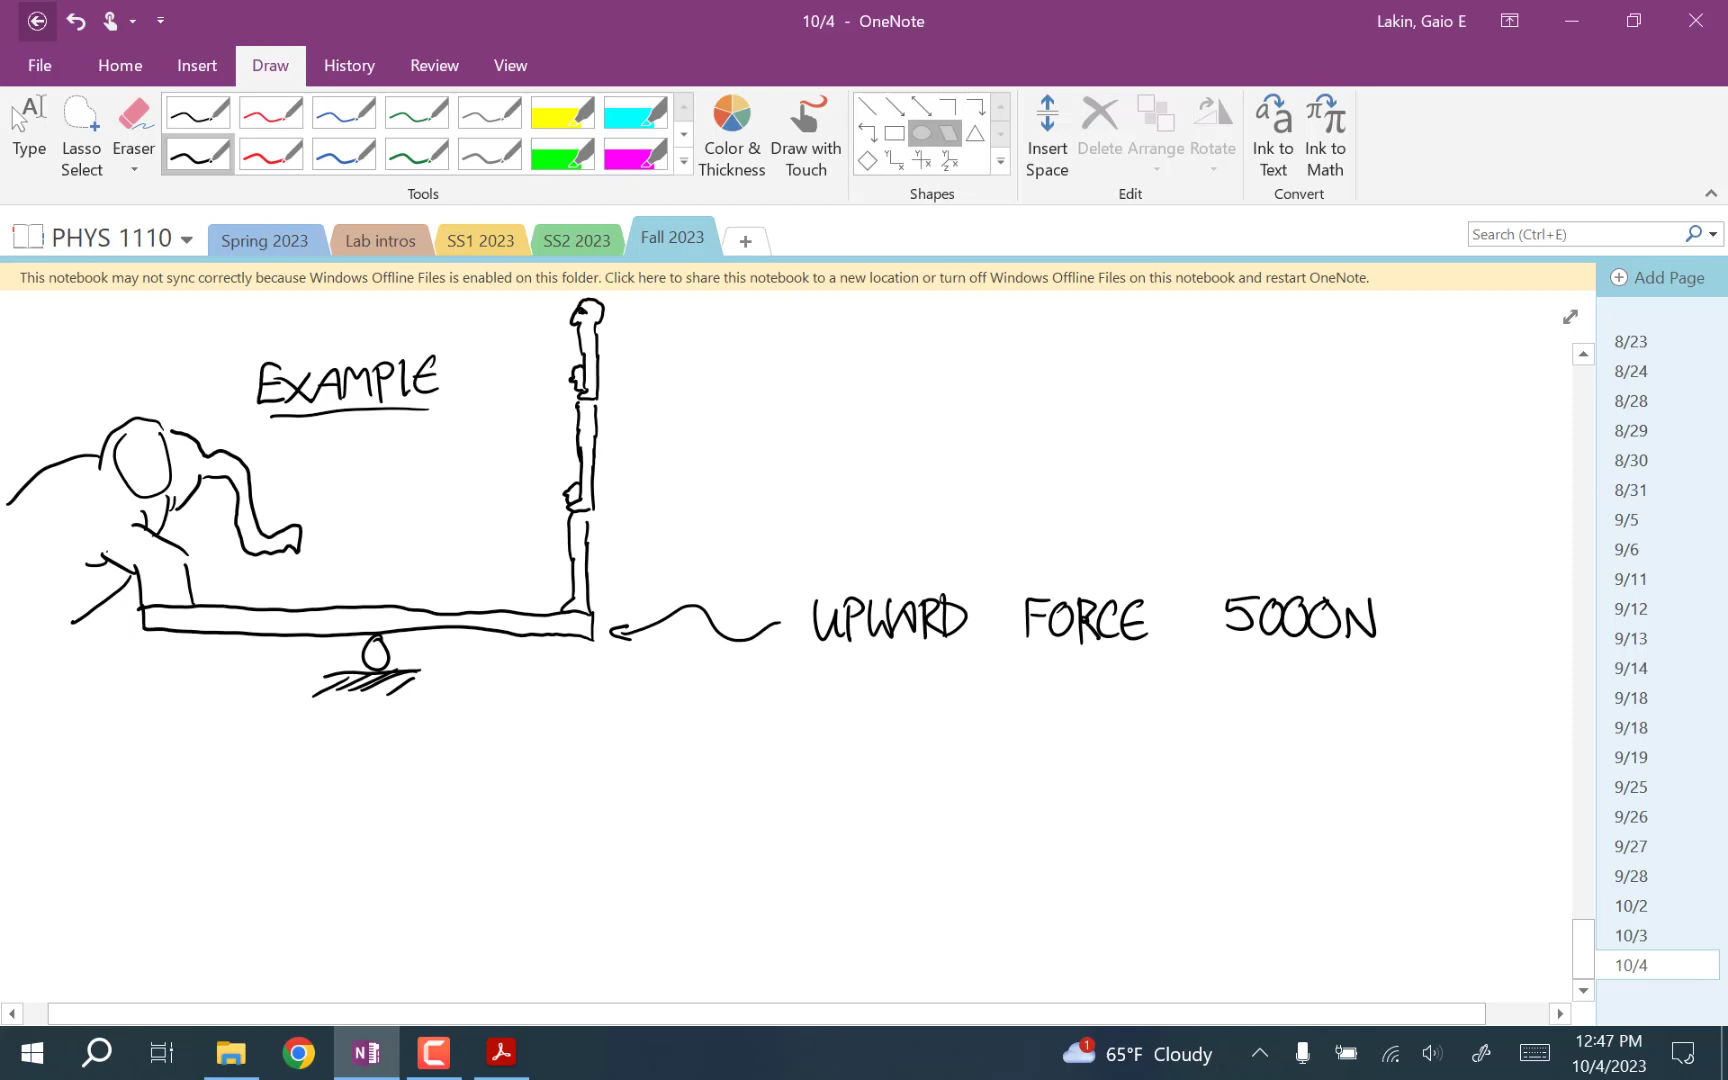 10/4 - OneNote
Lakin, Gaio E
File Home Insert Draw History Review View
Type
Lasso Select
Eraser
Color & Thickness
Draw with Touch
Insert Space
Delete
Arrange
Rotate
Ink to Text
Ink to Math
Tools
Shapes
Edit
Convert
PHYS 1110
Spring 2023
Lab intros
SS1 2023
SS2 2023
Fall 2023
Search (Ctrl+E)
This notebook may not sync correctly because Windows Offline Files is enabled on this folder. Click here to share this notebook to a new location or turn off Windows Offline Files on this notebook and restart OneNote.
Add Page
EXAMPLE
UPWARD FORCE 5000N
8/23
8/24
8/28
8/29
8/30
8/31
9/5
9/6
9/11
9/12
9/13
9/14
9/18
9/18
9/19
9/25
9/26
9/27
9/28
10/2
10/3
10/4
1
65°F Cloudy
12:47 PM
10/4/2023